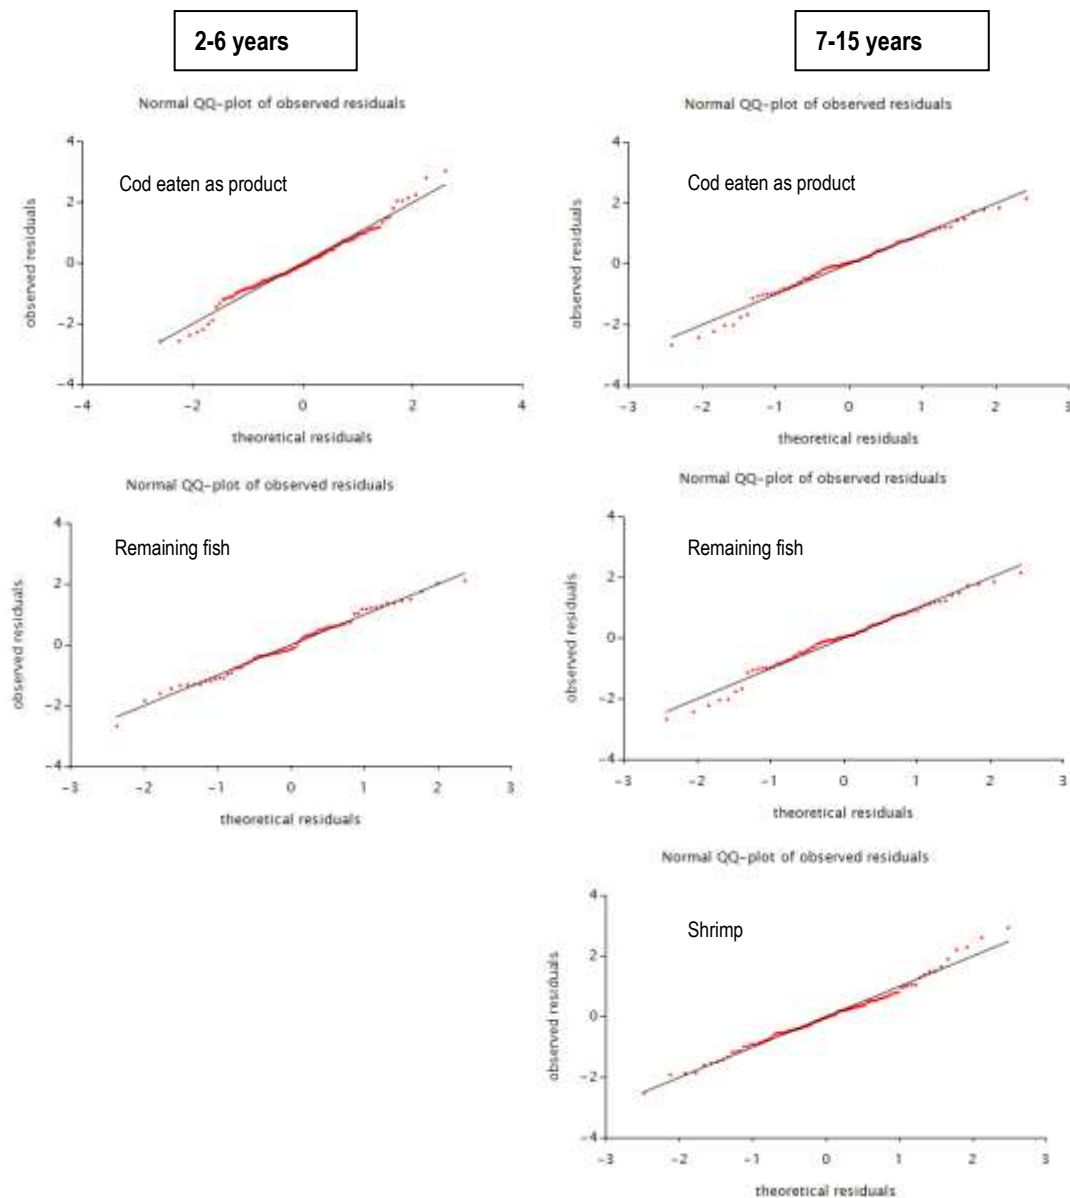 2-6 years
7-15 years
Normal QQ-plot of observed residuals
Cod eaten as product
observed residuals
4
2
0
-2
-4
-4 -2 0 2 4
theoretical residuals
Normal QQ-plot of observed residuals
Cod eaten as product
observed residuals
4
2
0
-2
-4
-3 -2 -1 0 1 2 3
theoretical residuals
Normal QQ-plot of observed residuals
Remaining fish
observed residuals
4
2
0
-2
-4
-3 -2 -1 0 1 2 3
theoretical residuals
Normal QQ-plot of observed residuals
Remaining fish
observed residuals
4
2
0
-2
-4
-3 -2 -1 0 1 2 3
theoretical residuals
Normal QQ-plot of observed residuals
Shrimp
observed residuals
4
2
0
-2
-4
-3 -2 -1 0 1 2 3
theoretical residuals